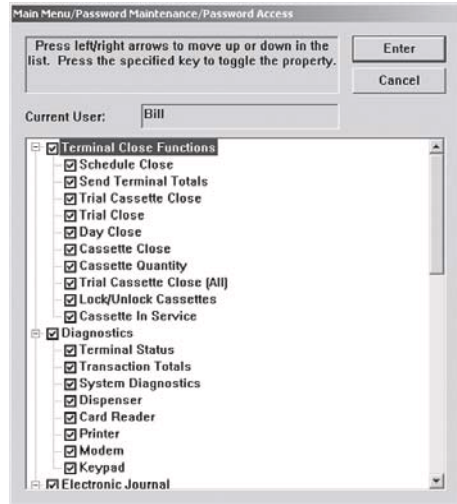 Main Menu/Password Maintenance/Password Access
Press left/right arrows to move up or down in the
list. Press the specified key to toggle the property.
Enter
Cancel
Current User:
Bill
Terminal Close Functions
Schedule Close
Send Terminal Totals
Trial Cassette Close
Trial Close
Day Close
Cassette Close
Cassette Quantity
Trial Cassette Close (All)
Lock/Unlock Cassettes
Cassette In Service
Diagnostics
Terminal Status
Transaction Totals
System Diagnostics
Dispenser
Card Reader
Printer
Modem
Keypad
Electronic Journal